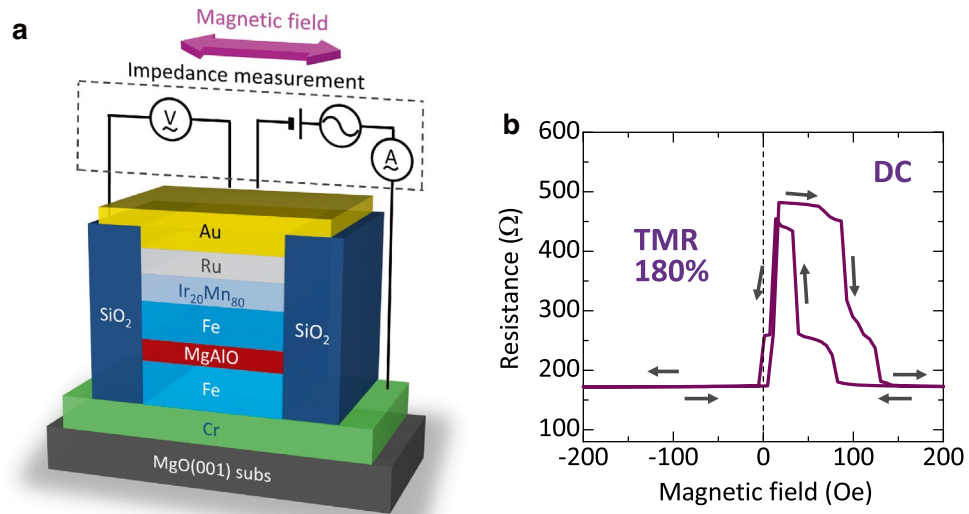 a
Magnetic field
Impedance measurement
V
A
Au
Ru
Ir20Mn80
Fe
MgAlO
Fe
SiO2
SiO2
Cr
MgO(001) subs
b
600
500
400
300
200
100
Resistance (Ω)
DC
TMR
180%
-200 -100 0 100 200
Magnetic field (Oe)